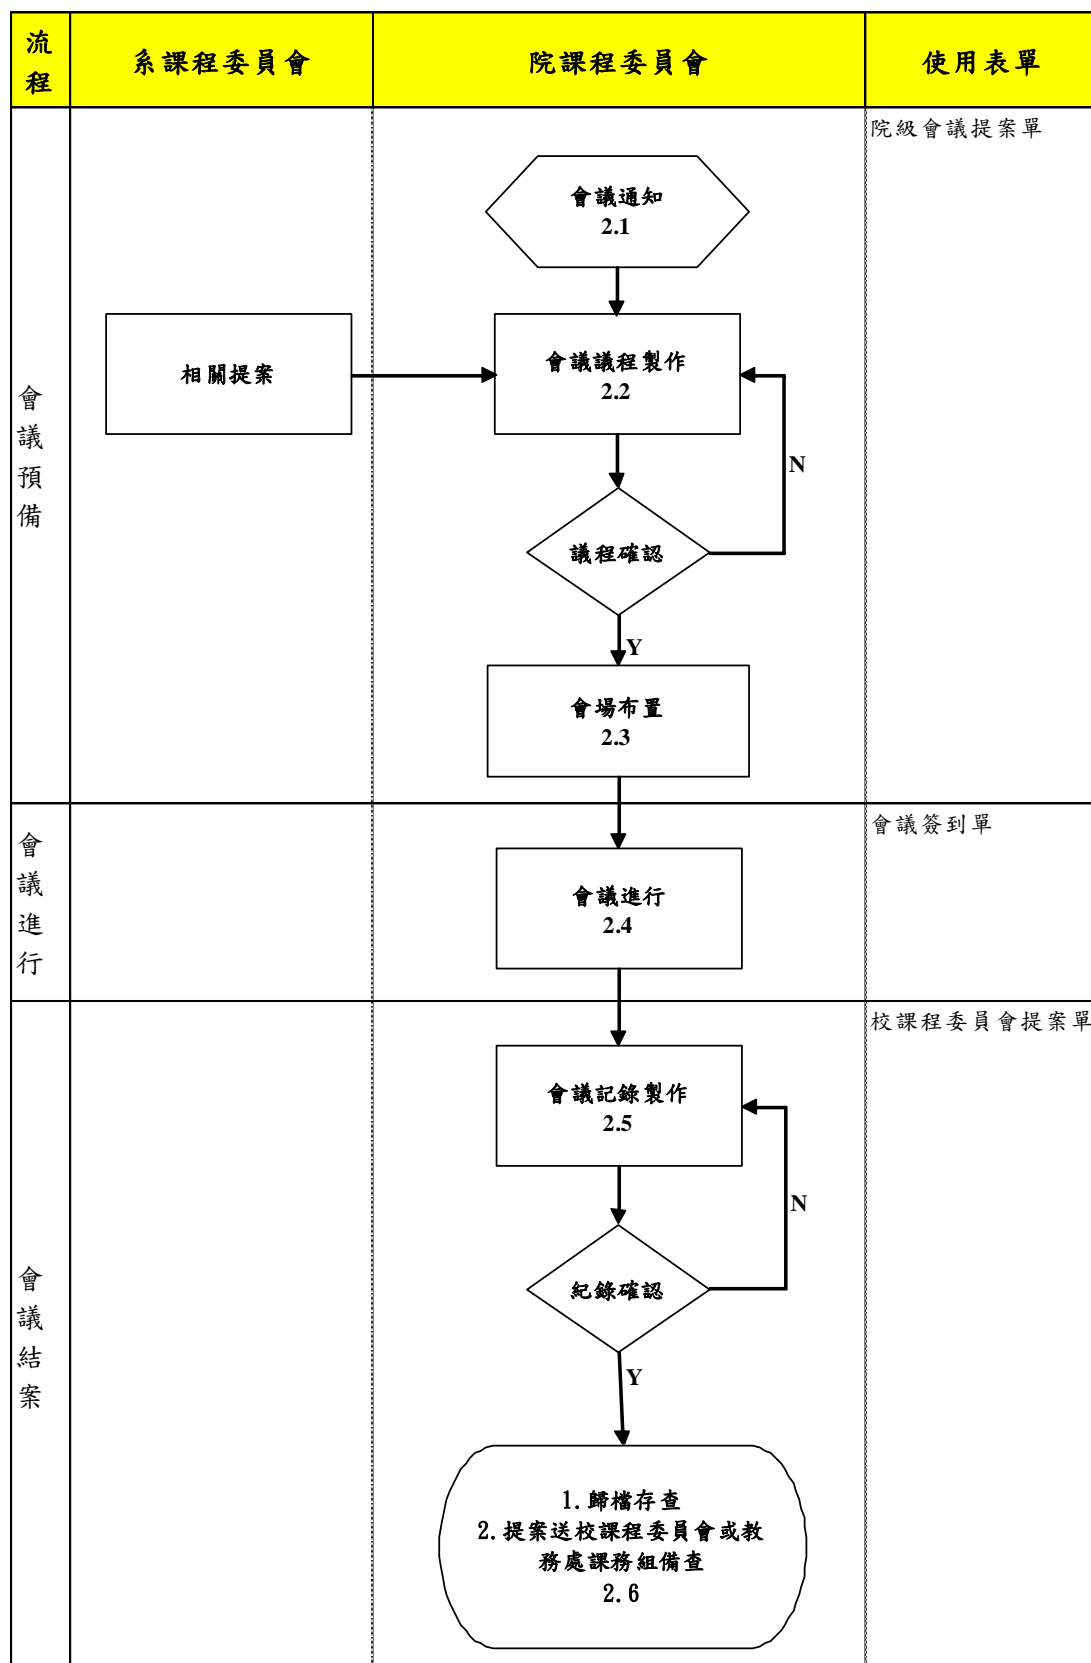 流
程
系課程委員會
院課程委員會
使用表單
會
議
預
備
院級會議提案單
會議通知
2.1
相關提案
會議議程製作
2.2
N
議程確認
Y
會場布置
2.3
會
議
進
行
會議簽到單
會議進行
2.4
會
議
結
案
校課程委員會提案單
會議記錄製作
2.5
N
紀錄確認
Y
1.歸檔存查
2.提案送校課程委員會或教
務處課務組備查
2.6